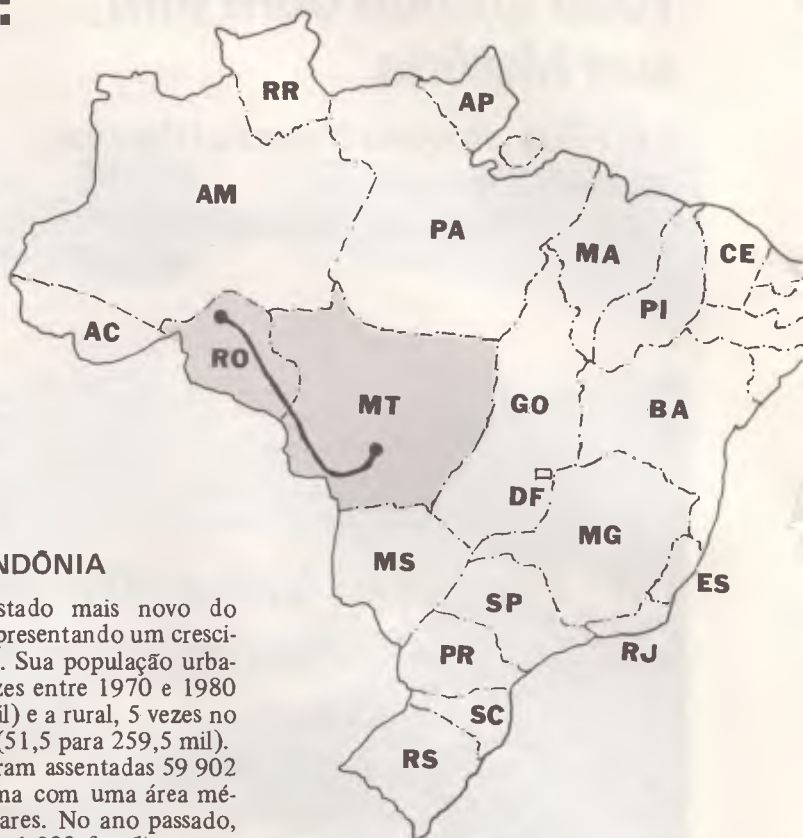 RR
AP
AM
PA
MA
CE
PI
AC
RO
MT
GO
BA
DF
MG
MS
ES
SP
RJ
PR
SC
RS
NDÔNIA
stado mais novo do
presentando um cresci-
. Sua população urba-
zes entre 1970 e 1980
il) e a rural, 5 vezes no
(51,5 para 259,5 mil).
ram assentadas 59 902
ma com uma área mé-
ares. No ano passado,